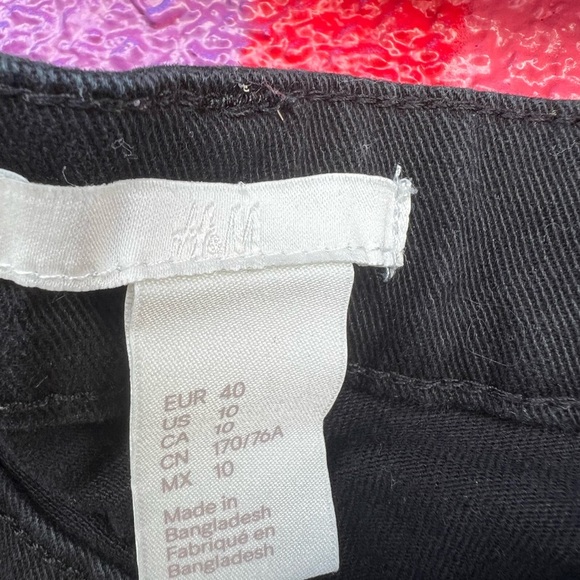 H&M
EUR 40
US 10
CA 10
CN 170/76A
MX 10
Made in
Bangladesh
Fabriqué en
Bangladesh